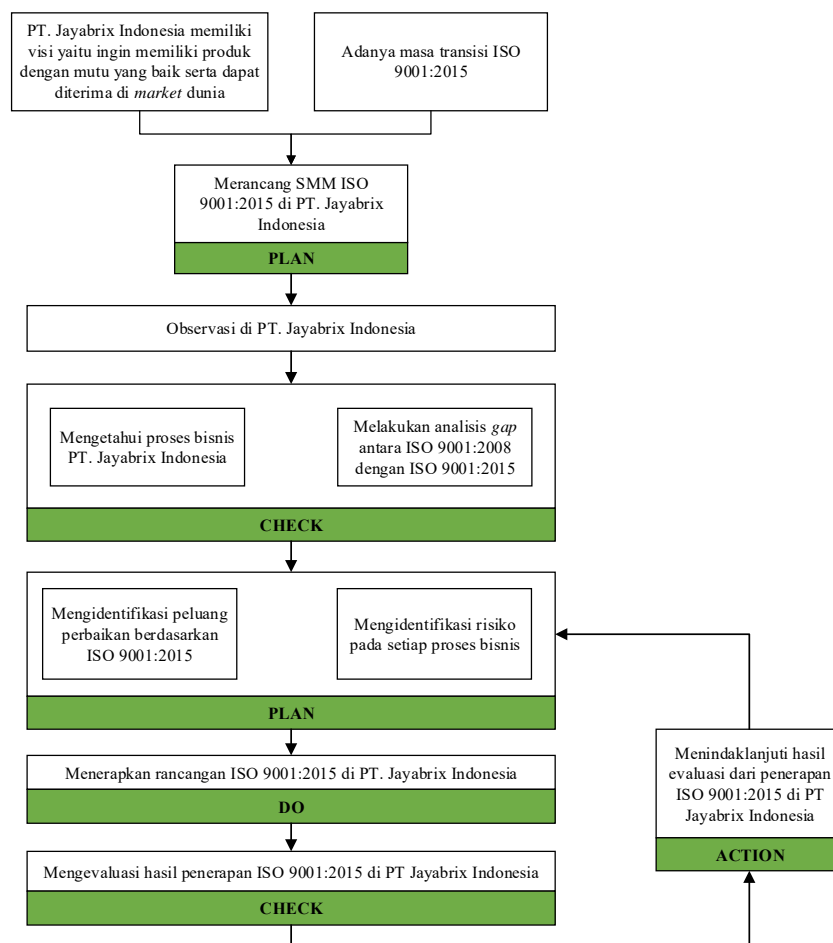 PT. Jayabrix Indonesia memiliki
visi yaitu ingin memiliki produk
dengan mutu yang baik serta dapat
diterima di market dunia
Adanya masa transisi ISO
9001:2015
Merancang SMM ISO
9001:2015 di PT. Jayabrix
Indonesia
PLAN
Observasi di PT. Jayabrix Indonesia
Mengetahui proses bisnis
PT. Jayabrix Indonesia
Melakukan analisis gap
antara ISO 9001:2008
dengan ISO 9001:2015
CHECK
Mengidentifikasi peluang
perbaikan berdasarkan
ISO 9001:2015
Mengidentifikasi risiko
pada setiap proses bisnis
PLAN
Menerapkan rancangan ISO 9001:2015 di PT. Jayabrix Indonesia
DO
Mengevaluasi hasil penerapan ISO 9001:2015 di PT Jayabrix Indonesia
CHECK
Menindaklanjuti hasil
evaluasi dari penerapan
ISO 9001:2015 di PT
Jayabrix Indonesia
ACTION